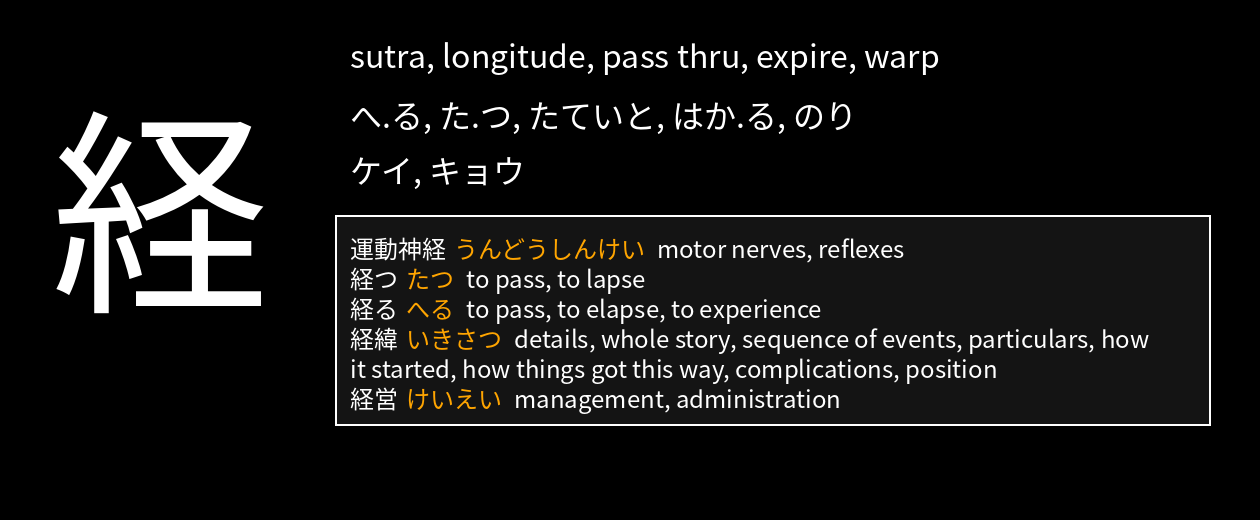 経
sutra, longitude, pass thru, expire, warp
へ.る, た.つ, たていと, はか.る, のり
ケイ, キョウ
運動神経 うんどうしんけい motor nerves, reflexes
経つ たつ to pass, to lapse
経る へる to pass, to elapse, to experience
経緯 いきさつ details, whole story, sequence of events, particulars, how
it started, how things got this way, complications, position
経営 けいえい management, administration